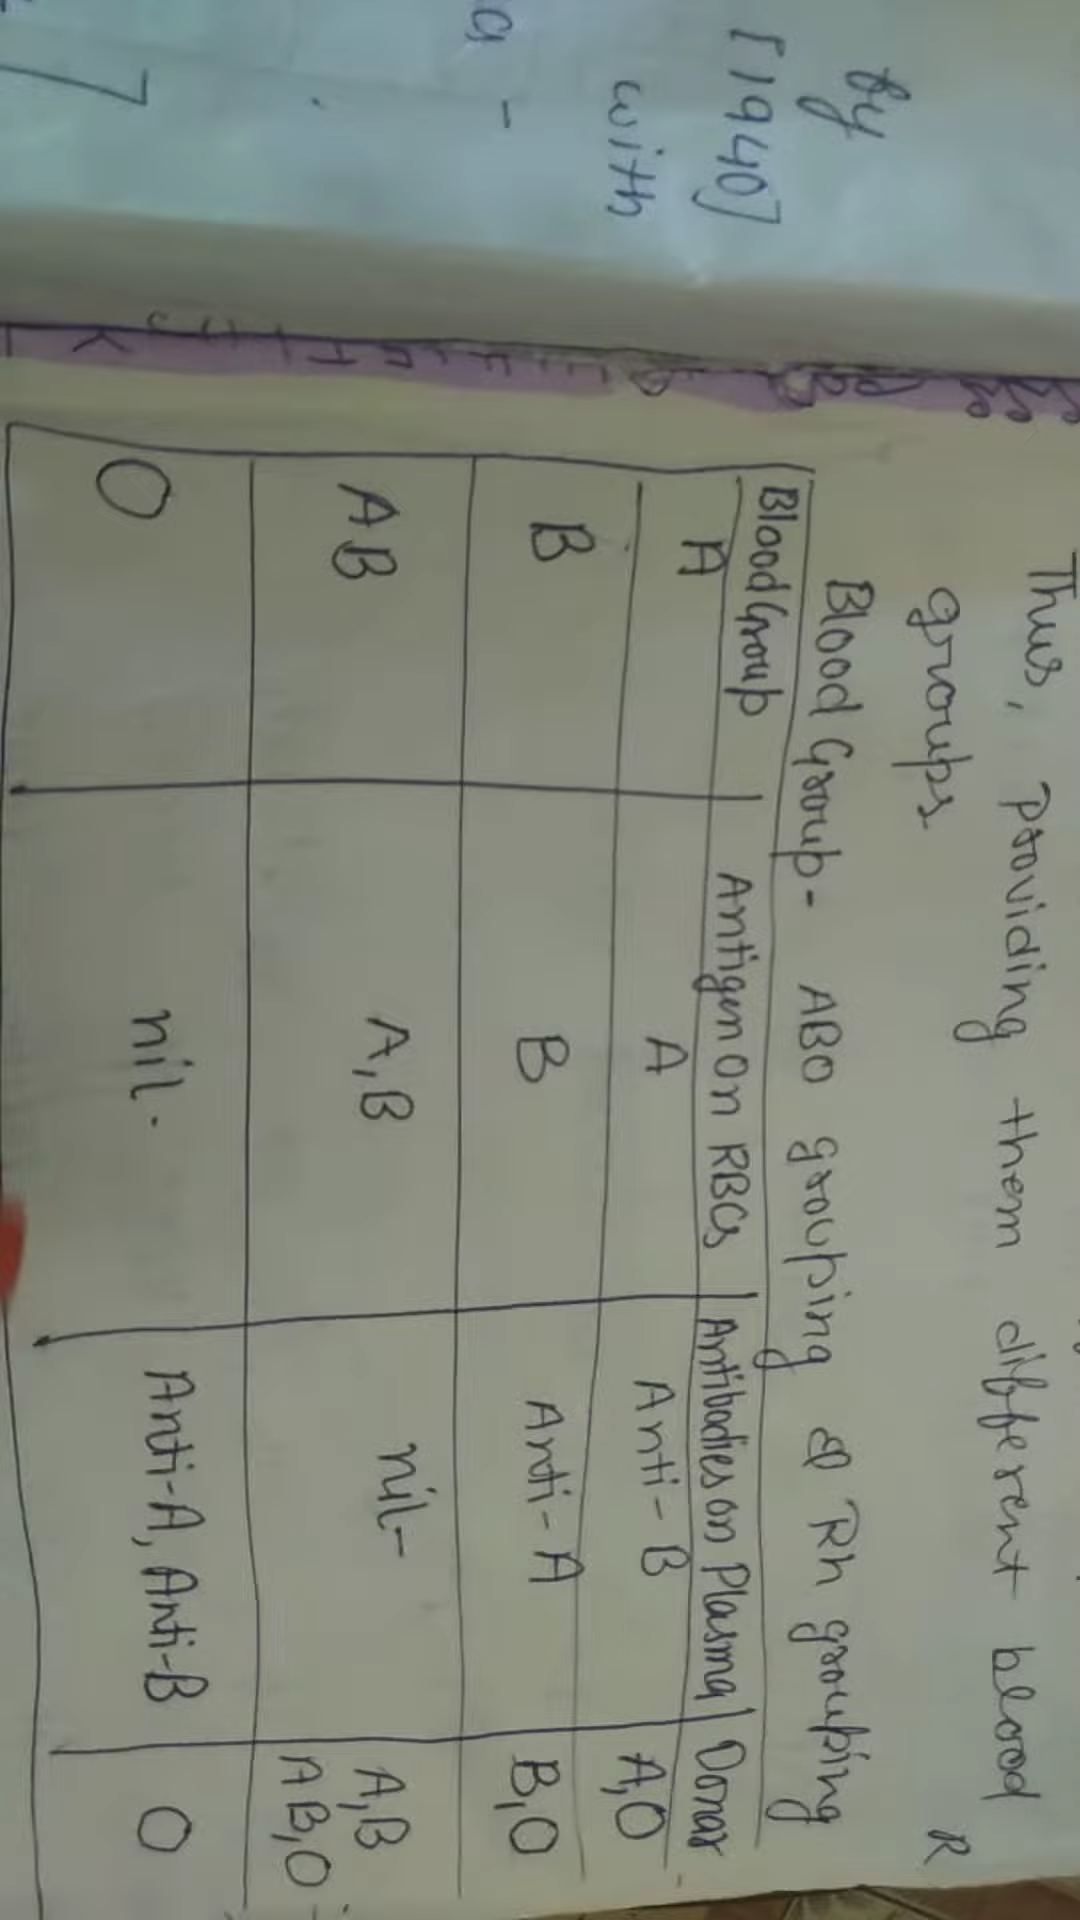 by
[1940]
with
a -
Thus, Providing them different blood
groups
R
Blood Group- ABO grouping & Rh grouping
Blood Group Antigen On RBCs Antibodies on Plasma Donar
A A Anti-B A,O
B B Anti-A B,O
AB A,B nil- A,B
AB,O
O nil. Anti-A, Anti-B O